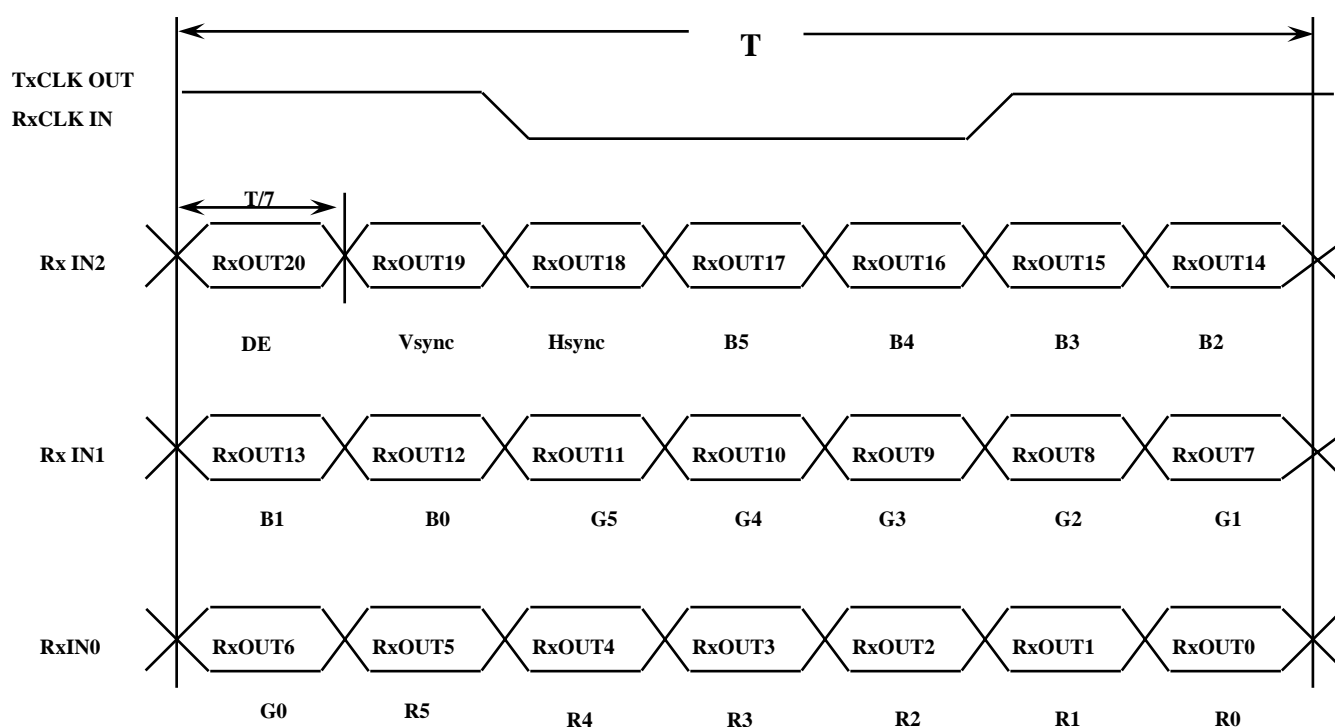 T
TxCLK OUT
RxCLK IN
T/7
Rx IN2 RxOUT20 RxOUT19 RxOUT18 RxOUT17 RxOUT16 RxOUT15 RxOUT14
DE Vsync Hsync B5 B4 B3 B2
Rx IN1 RxOUT13 RxOUT12 RxOUT11 RxOUT10 RxOUT9 RxOUT8 RxOUT7
B1 B0 G5 G4 G3 G2 G1
RxIN0 RxOUT6 RxOUT5 RxOUT4 RxOUT3 RxOUT2 RxOUT1 RxOUT0
G0 R5 R4 R3 R2 R1 R0